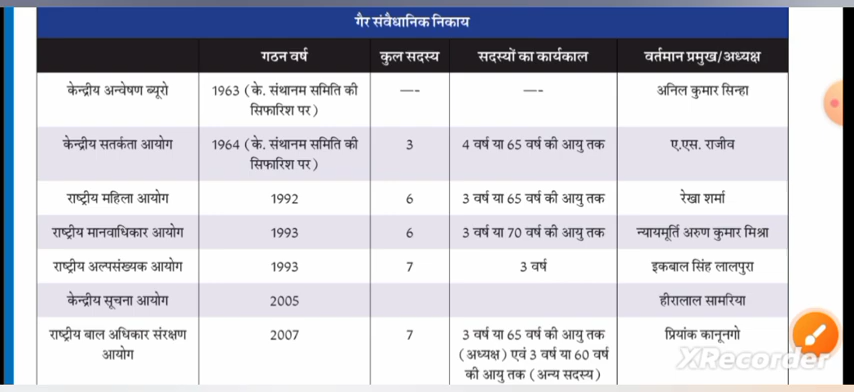 गैर संवैधानिक निकाय
गठन वर्ष कुल सदस्य सदस्यों का कार्यकाल वर्तमान प्रमुख/अध्यक्ष
केन्द्रीय अन्वेषण ब्यूरो 1963 (के. संथानम समिति की —- —- अनिल कुमार सिन्हा
सिफारिश पर)
केन्द्रीय सतर्कता आयोग 1964 (के. संथानम समिति की 3 4 वर्ष या 65 वर्ष की आयु तक ए.एस. राजीव
सिफारिश पर)
राष्ट्रीय महिला आयोग 1992 6 3 वर्ष या 65 वर्ष की आयु तक रेखा शर्मा
राष्ट्रीय मानवाधिकार आयोग 1993 6 3 वर्ष या 70 वर्ष की आयु तक न्यायमूर्ति अरुण कुमार मिश्रा
राष्ट्रीय अल्पसंख्यक आयोग 1993 7 3 वर्ष इकबाल सिंह लालपुरा
केन्द्रीय सूचना आयोग 2005 हीरालाल सामरिया
राष्ट्रीय बाल अधिकार संरक्षण 2007 7 3 वर्ष या 65 वर्ष की आयु तक प्रियांक कानूनगो
आयोग (अध्यक्ष) एवं 3 वर्ष या 60 वर्ष
की आयु तक (अन्य सदस्य)
XRecorder